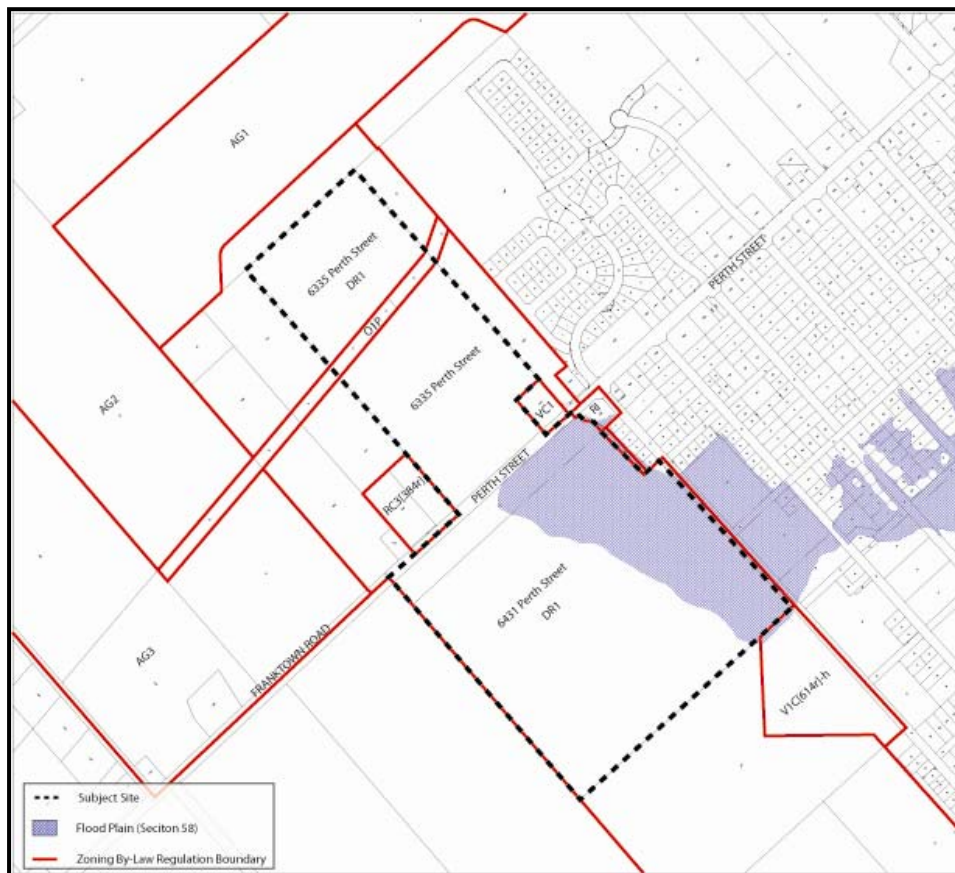 AG1
PERTH STREET
6335 Perth Street
DR1
O1P
6335 Perth Street
AG2
VC1
RI
RC3[384r]
PERTH STREET
6431 Perth Street
DR1
AG3
FRANKTOWN ROAD
V1C[614r]-h
Subject Site
Flood Plain (Seciton 58)
Zoning By-Law Regulation Boundary